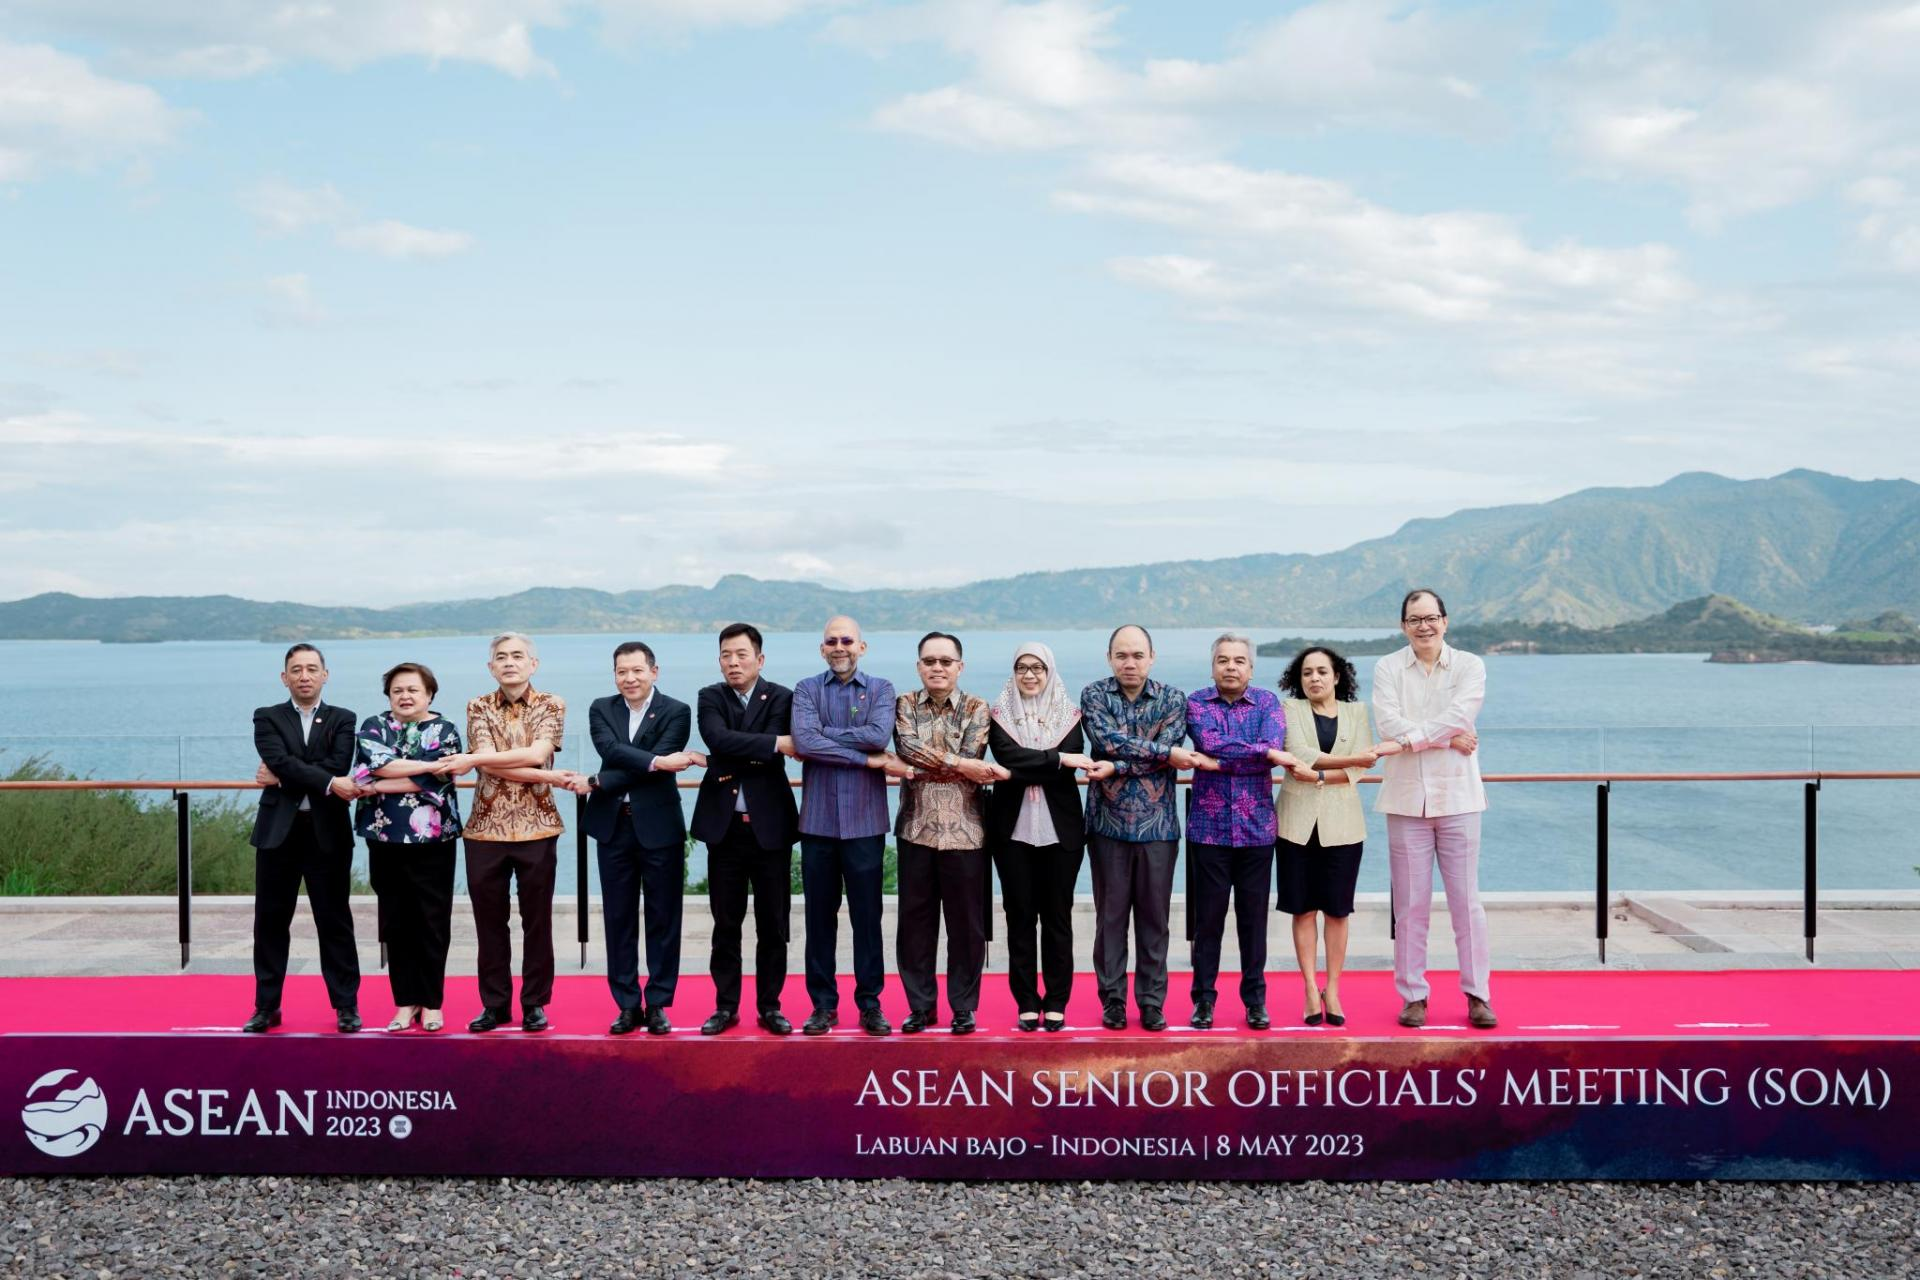 ASEAN INDONESIA
2023
ASEAN SENIOR OFFICIALS' MEETING (SOM)
LABUAN BAJO - INDONESIA | 8 MAY 2023